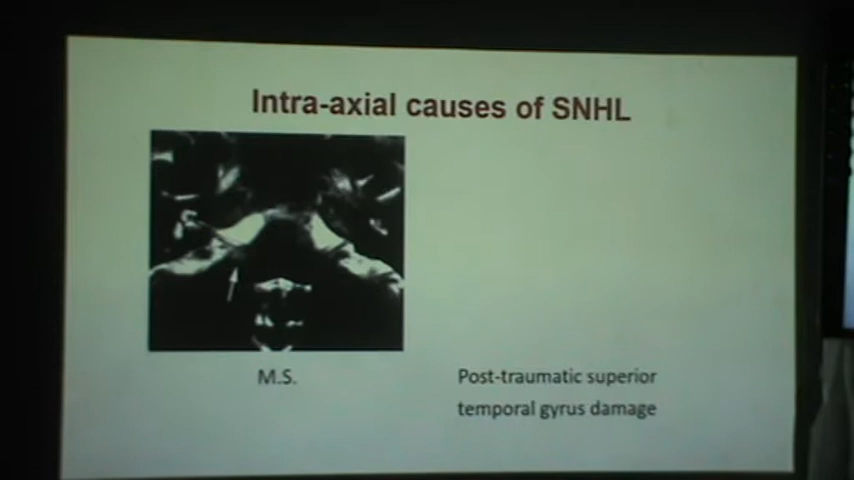 Intra-axial causes of SNHL
M.S.
Post-traumatic superior
temporal gyrus damage